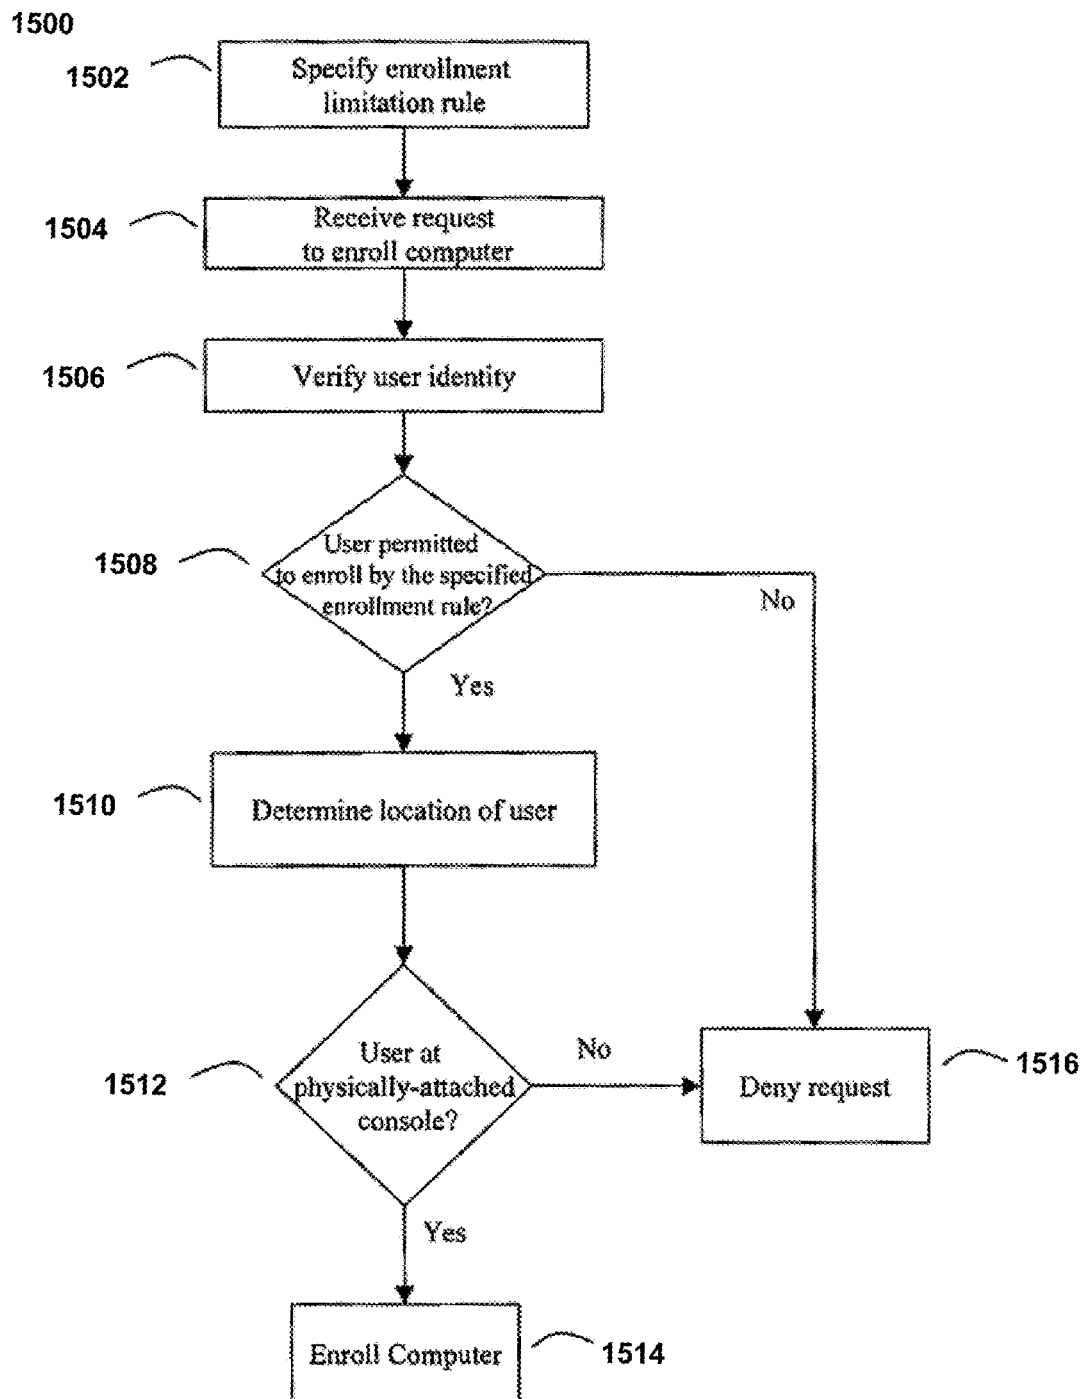 1500
1502
Specify enrollment
limitation rule
1504
Receive request
to enroll computer
1506
Verify user identity
1508
User permitted
to enroll by the specified
enrollment rule?
No
Yes
1510
Determine location of user
1512
User at
physically-attached
console?
No
Deny request
1516
Yes
Enroll Computer
1514